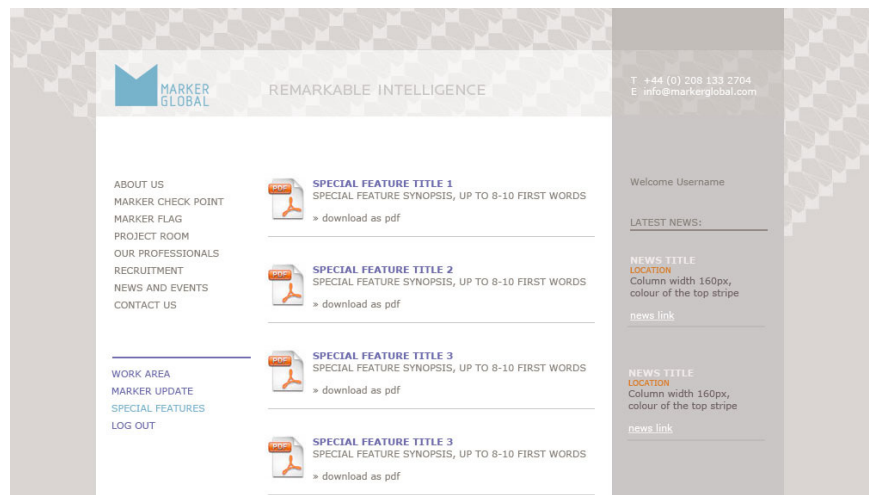 MARKER
GLOBAL
REMARKABLE INTELLIGENCE
T +44 (0) 208 133 2704
E info@markerglobal.com
ABOUT US
MARKER CHECK POINT
MARKER FLAG
PROJECT ROOM
OUR PROFESSIONALS
RECRUITMENT
NEWS AND EVENTS
CONTACT US
WORK AREA
MARKER UPDATE
SPECIAL FEATURES
LOG OUT
PDF
SPECIAL FEATURE TITLE 1
SPECIAL FEATURE SYNOPSIS, UP TO 8-10 FIRST WORDS
» download as pdf
PDF
SPECIAL FEATURE TITLE 2
SPECIAL FEATURE SYNOPSIS, UP TO 8-10 FIRST WORDS
» download as pdf
PDF
SPECIAL FEATURE TITLE 3
SPECIAL FEATURE SYNOPSIS, UP TO 8-10 FIRST WORDS
» download as pdf
PDF
SPECIAL FEATURE TITLE 3
SPECIAL FEATURE SYNOPSIS, UP TO 8-10 FIRST WORDS
» download as pdf
Welcome Username
LATEST NEWS:
NEWS TITLE
LOCATION
Column width 160px,
colour of the top stripe
news link
NEWS TITLE
LOCATION
Column width 160px,
colour of the top stripe
news link